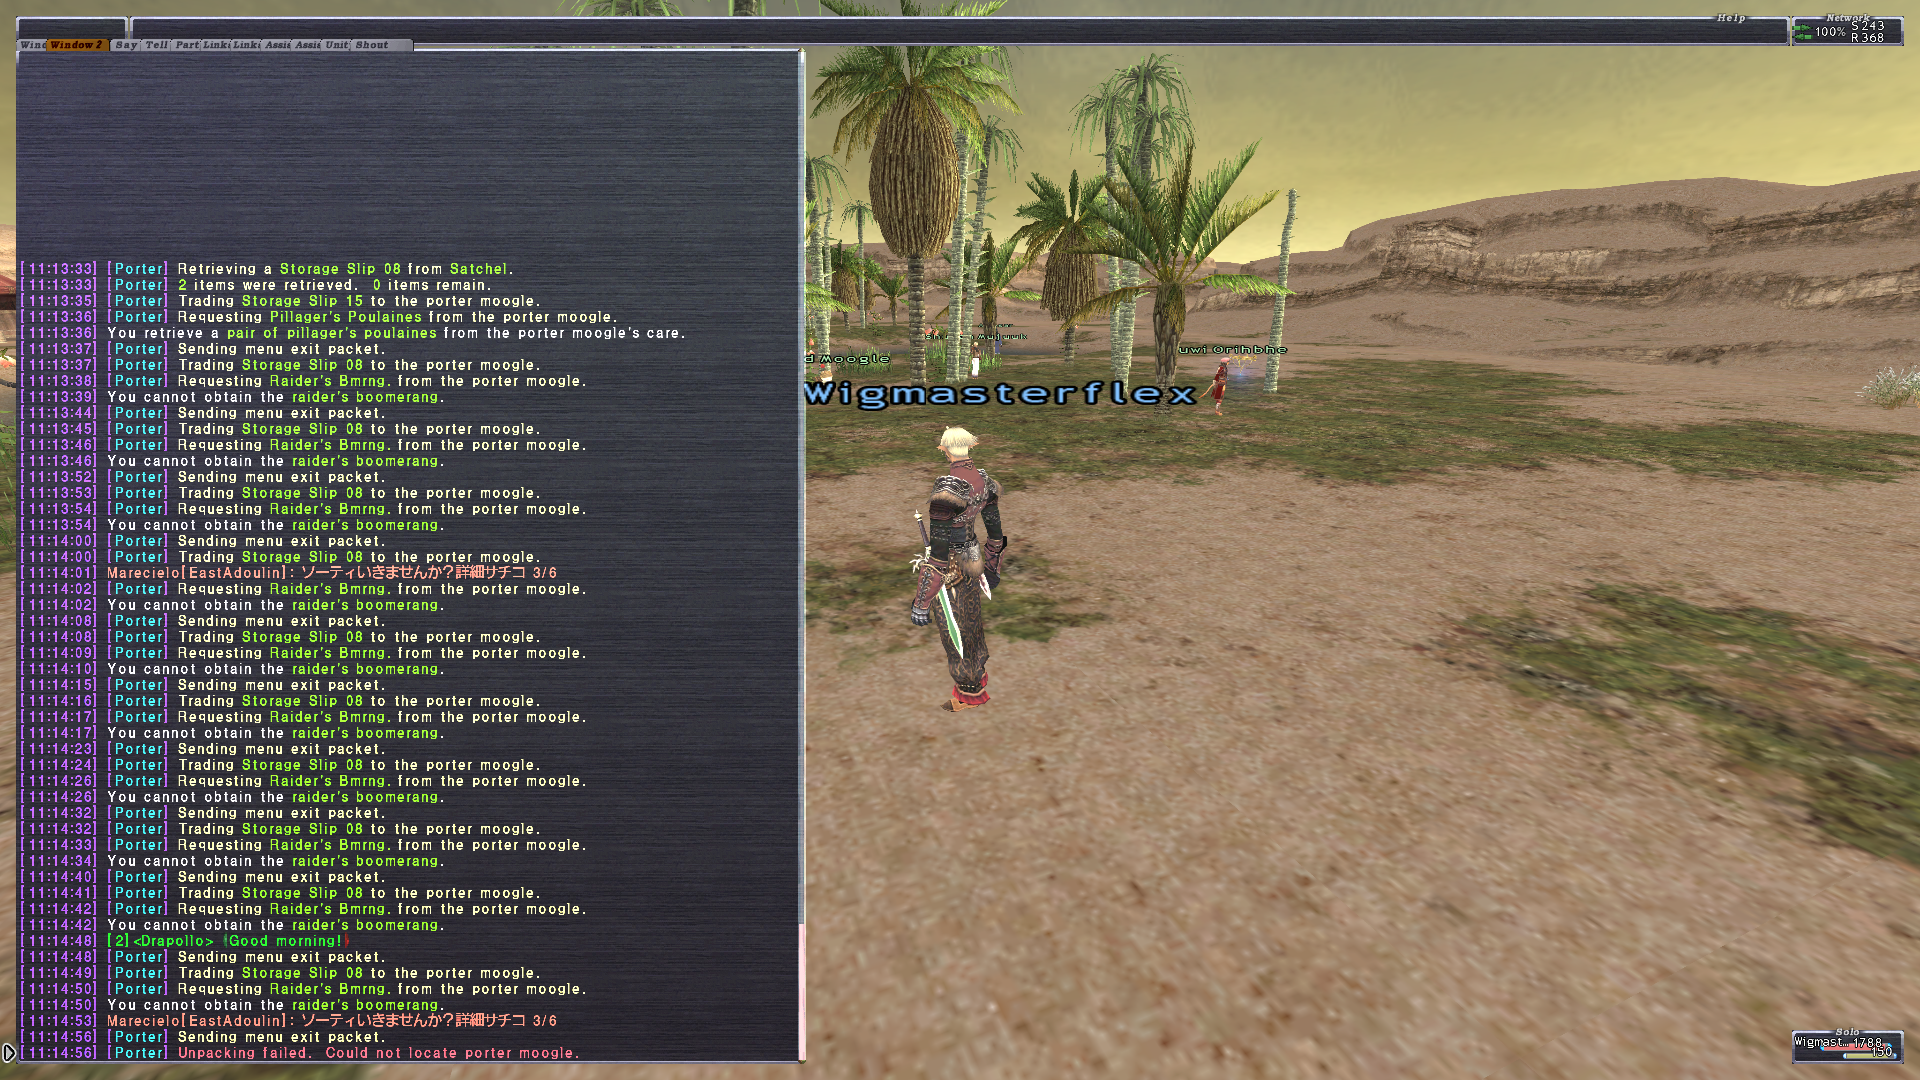 Help
Network
100% S 243
R 368
Wind Window 2 Say Tell Part Link Link Assi Assi Unit Shout
[11:13:33] [Porter] Retrieving a Storage Slip 08 from Satchel.
[11:13:33] [Porter] 2 items were retrieved. 0 items remain.
[11:13:35] [Porter] Trading Storage Slip 15 to the porter moogle.
[11:13:36] [Porter] Requesting Pillager's Poulaines from the porter moogle.
[11:13:36] You retrieve a pair of pillager's poulaines from the porter moogle's care.
[11:13:37] [Porter] Sending menu exit packet.
[11:13:37] [Porter] Trading Storage Slip 08 to the porter moogle.
[11:13:38] [Porter] Requesting Raider's Bmrng. from the porter moogle.
[11:13:39] You cannot obtain the raider's boomerang.
[11:13:44] [Porter] Sending menu exit packet.
[11:13:45] [Porter] Trading Storage Slip 08 to the porter moogle.
[11:13:46] [Porter] Requesting Raider's Bmrng. from the porter moogle.
[11:13:46] You cannot obtain the raider's boomerang.
[11:13:52] [Porter] Sending menu exit packet.
[11:13:53] [Porter] Trading Storage Slip 08 to the porter moogle.
[11:13:54] [Porter] Requesting Raider's Bmrng. from the porter moogle.
[11:13:54] You cannot obtain the raider's boomerang.
[11:14:00] [Porter] Sending menu exit packet.
[11:14:00] [Porter] Trading Storage Slip 08 to the porter moogle.
[11:14:01] Marecielo[EastAdoulin]: ソーティいきませんか?詳細サチコ 3/6
[11:14:02] [Porter] Requesting Raider's Bmrng. from the porter moogle.
[11:14:02] You cannot obtain the raider's boomerang.
[11:14:08] [Porter] Sending menu exit packet.
[11:14:08] [Porter] Trading Storage Slip 08 to the porter moogle.
[11:14:09] [Porter] Requesting Raider's Bmrng. from the porter moogle.
[11:14:10] You cannot obtain the raider's boomerang.
[11:14:15] [Porter] Sending menu exit packet.
[11:14:16] [Porter] Trading Storage Slip 08 to the porter moogle.
[11:14:17] [Porter] Requesting Raider's Bmrng. from the porter moogle.
[11:14:17] You cannot obtain the raider's boomerang.
[11:14:23] [Porter] Sending menu exit packet.
[11:14:24] [Porter] Trading Storage Slip 08 to the porter moogle.
[11:14:26] [Porter] Requesting Raider's Bmrng. from the porter moogle.
[11:14:26] You cannot obtain the raider's boomerang.
[11:14:32] [Porter] Sending menu exit packet.
[11:14:32] [Porter] Trading Storage Slip 08 to the porter moogle.
[11:14:33] [Porter] Requesting Raider's Bmrng. from the porter moogle.
[11:14:34] You cannot obtain the raider's boomerang.
[11:14:40] [Porter] Sending menu exit packet.
[11:14:41] [Porter] Trading Storage Slip 08 to the porter moogle.
[11:14:42] [Porter] Requesting Raider's Bmrng. from the porter moogle.
[11:14:42] You cannot obtain the raider's boomerang.
[11:14:48] [2]<Drapollo> Good morning!
[11:14:48] [Porter] Sending menu exit packet.
[11:14:49] [Porter] Trading Storage Slip 08 to the porter moogle.
[11:14:50] [Porter] Requesting Raider's Bmrng. from the porter moogle.
[11:14:50] You cannot obtain the raider's boomerang.
[11:14:53] Marecielo[EastAdoulin]: ソーティいきませんか?詳細サチコ 3/6
[11:14:56] [Porter] Sending menu exit packet.
[11:14:56] [Porter] Unpacking failed. Could not locate porter moogle.
d Moogle
uwi Orihbhe
Wigmasterflex
Solo
Wigmast... 1788
150